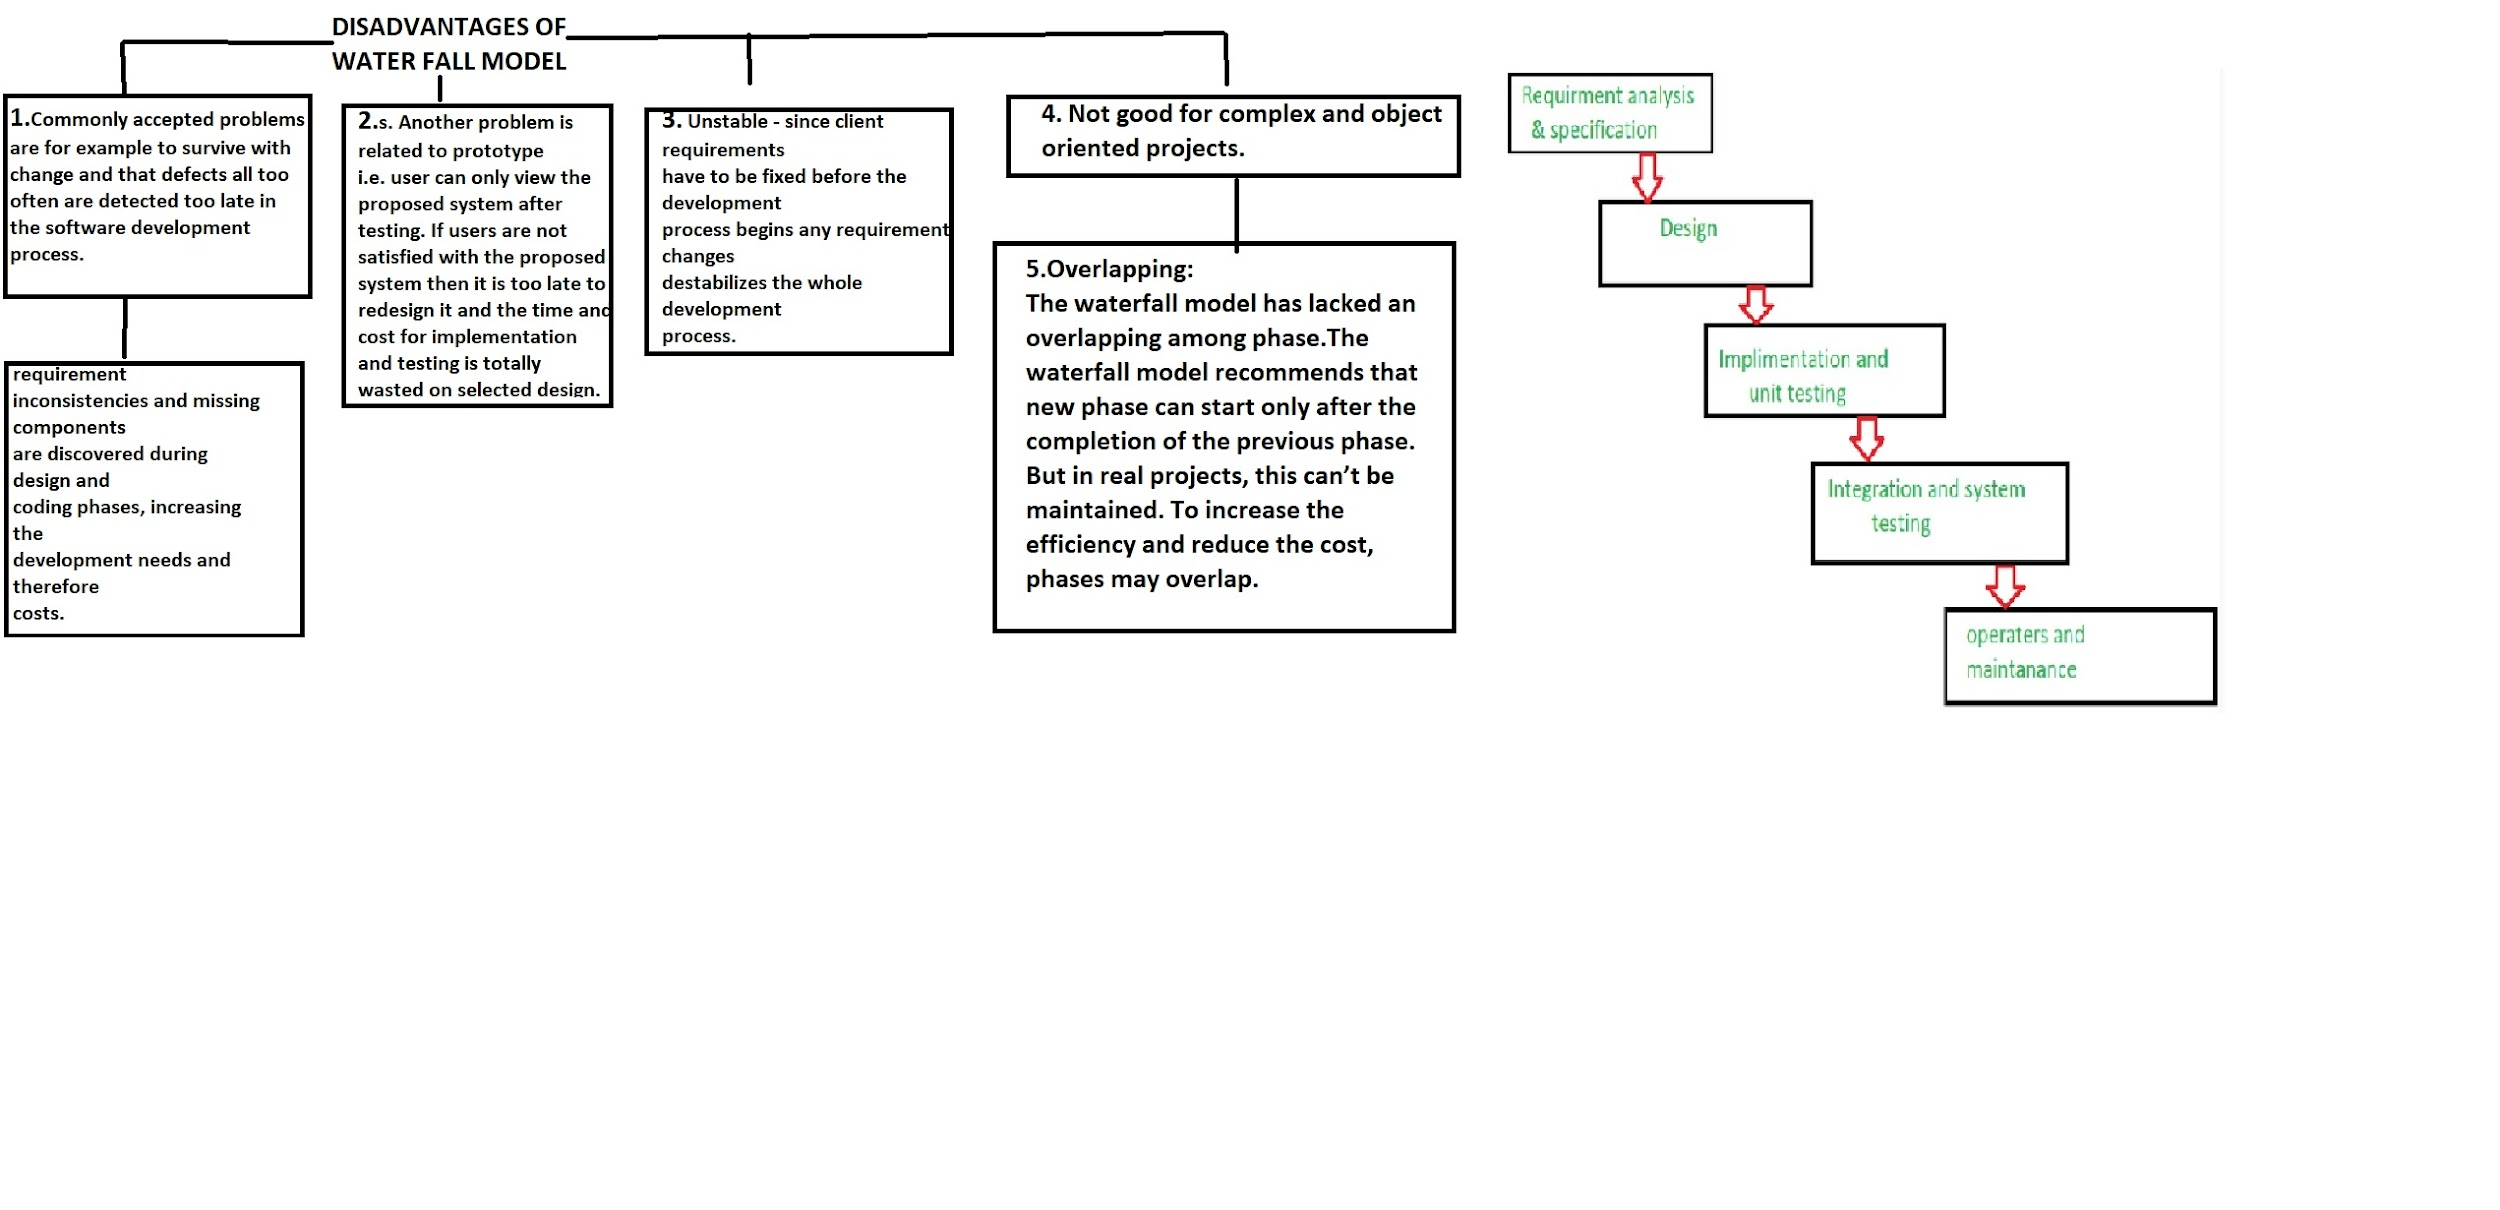 DISADVANTAGES OF
WATER FALL MODEL
1.Commonly accepted problems
are for example to survive with
change and that defects all too
often are detected too late in
the software development
process.
requirement
inconsistencies and missing
components
are discovered during
design and
coding phases, increasing
the
development needs and
therefore
costs.
2.s. Another problem is
related to prototype
i.e. user can only view the
proposed system after
testing. If users are not
satisfied with the proposed
system then it is too late to
redesign it and the time and
cost for implementation
and testing is totally
wasted on selected design.
3. Unstable - since client
requirements
have to be fixed before the
development
process begins any requirement
changes
destabilizes the whole
development
process.
4. Not good for complex and object
oriented projects.
5.Overlapping:
The waterfall model has lacked an
overlapping among phase.The
waterfall model recommends that
new phase can start only after the
completion of the previous phase.
But in real projects, this can’t be
maintained. To increase the
efficiency and reduce the cost,
phases may overlap.
Requirment analysis
& specification
Design
Implimentation and
unit testing
Integration and system
testing
operaters and
maintanance